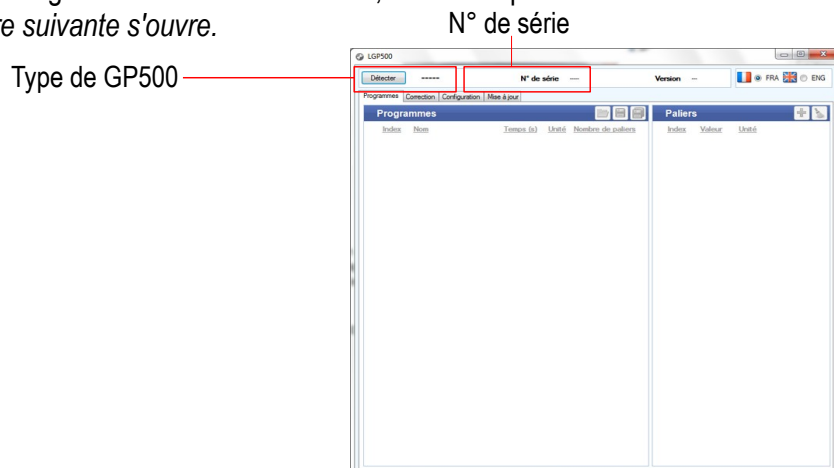 re suivante s'ouvre.
N° de série
Type de GP500
LGP500
Détecter ----- N° de série --- Version -- FRA ENG
Programmes Correction Configuration Mise à jour
Programmes Paliers
Index Nom Temps (s) Unité Nombre de paliers Index Valeur Unité